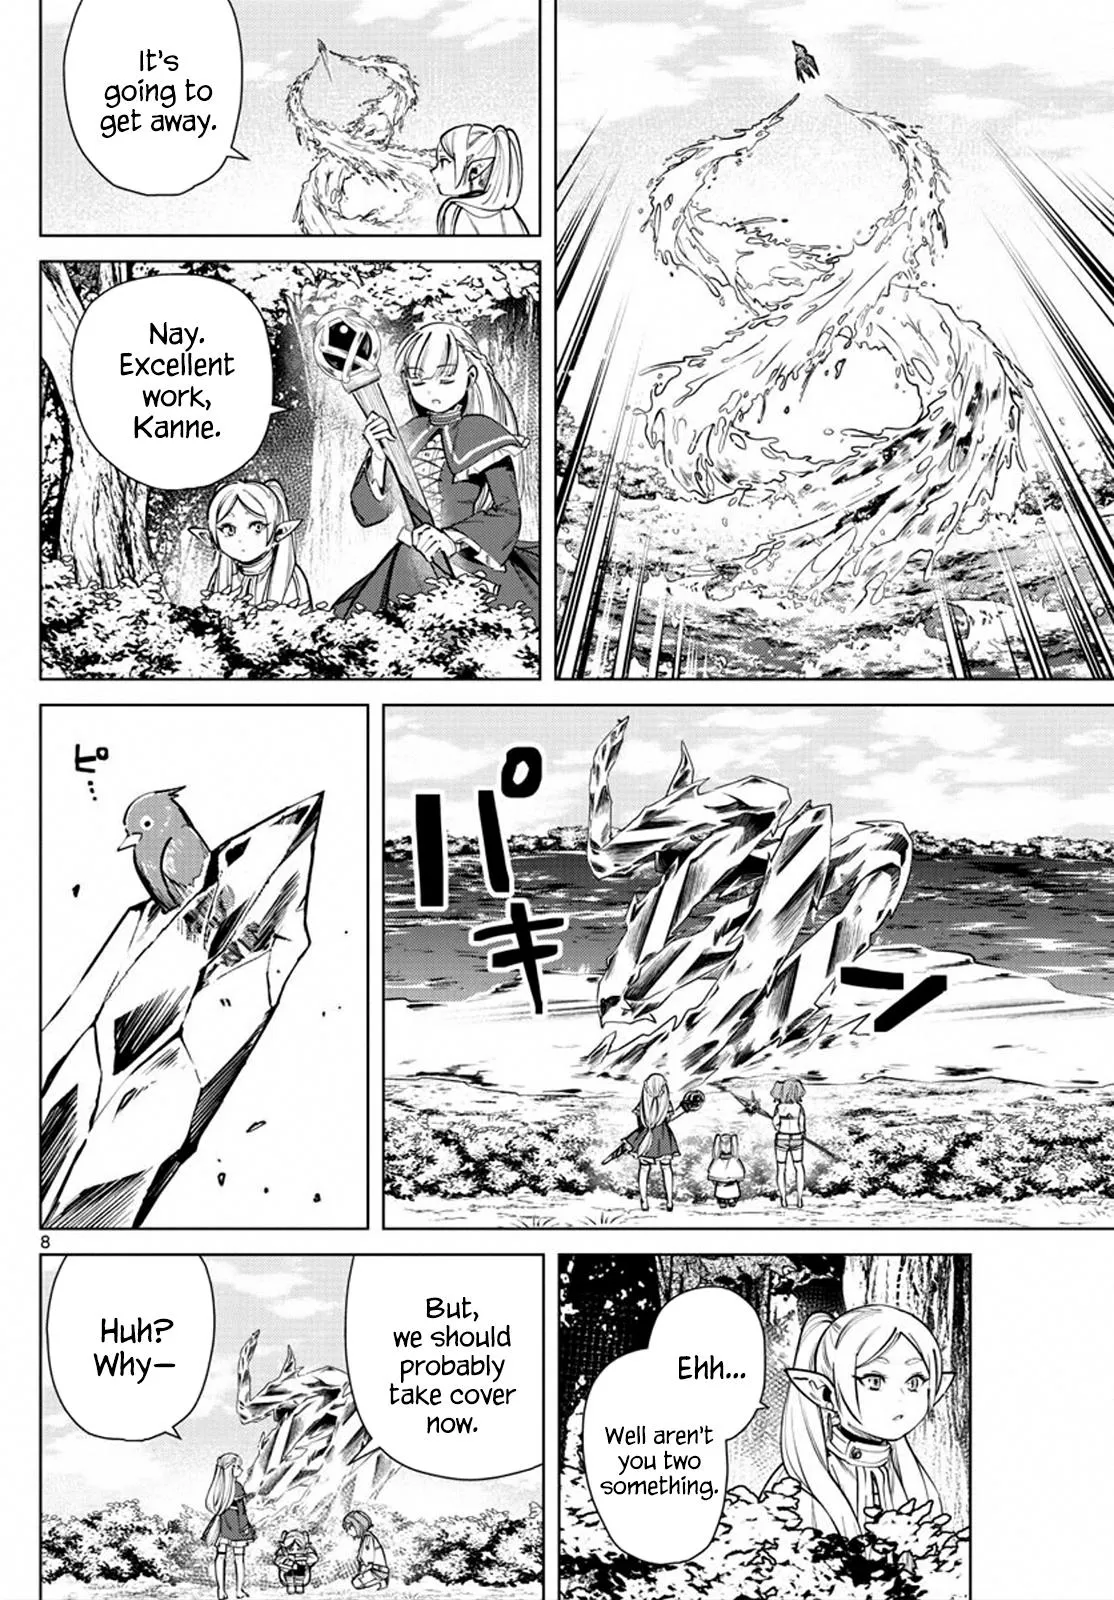 It's
going to
get away.
Nay.
Excellent
work,
Kanne.
パキーン
ピ...
8
Ehh...
Well aren't
you two
something.
But,
we should
probably
take cover
now.
Huh?
Why—